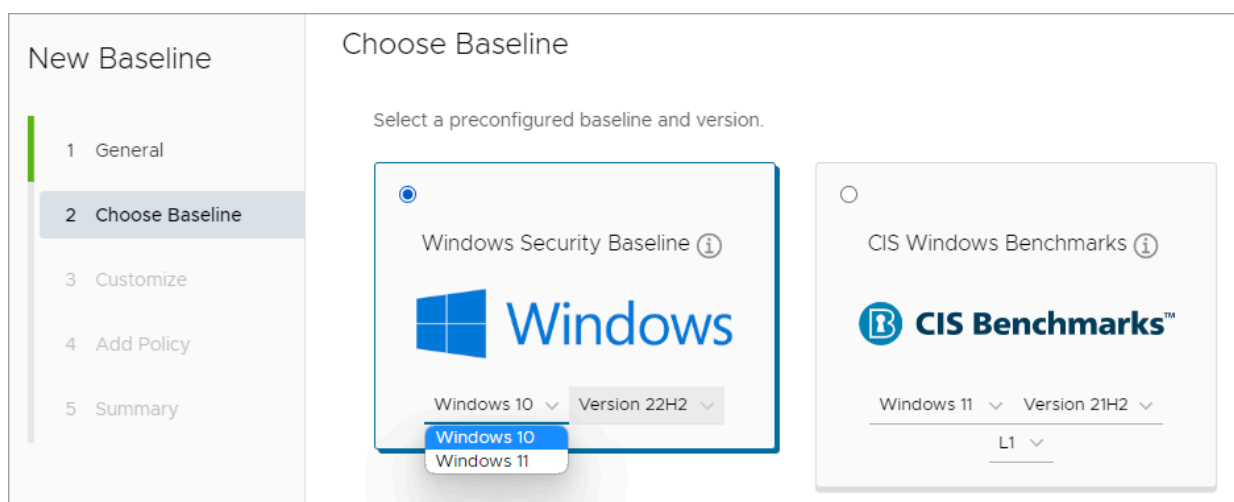 New Baseline
1 General
2 Choose Baseline
3 Customize
4 Add Policy
5 Summary
Choose Baseline
Select a preconfigured baseline and version.
Windows Security Baseline
Windows
Windows 10 Version 22H2
Windows 10
Windows 11
CIS Windows Benchmarks
CIS Benchmarks™
Windows 11 Version 21H2
L1